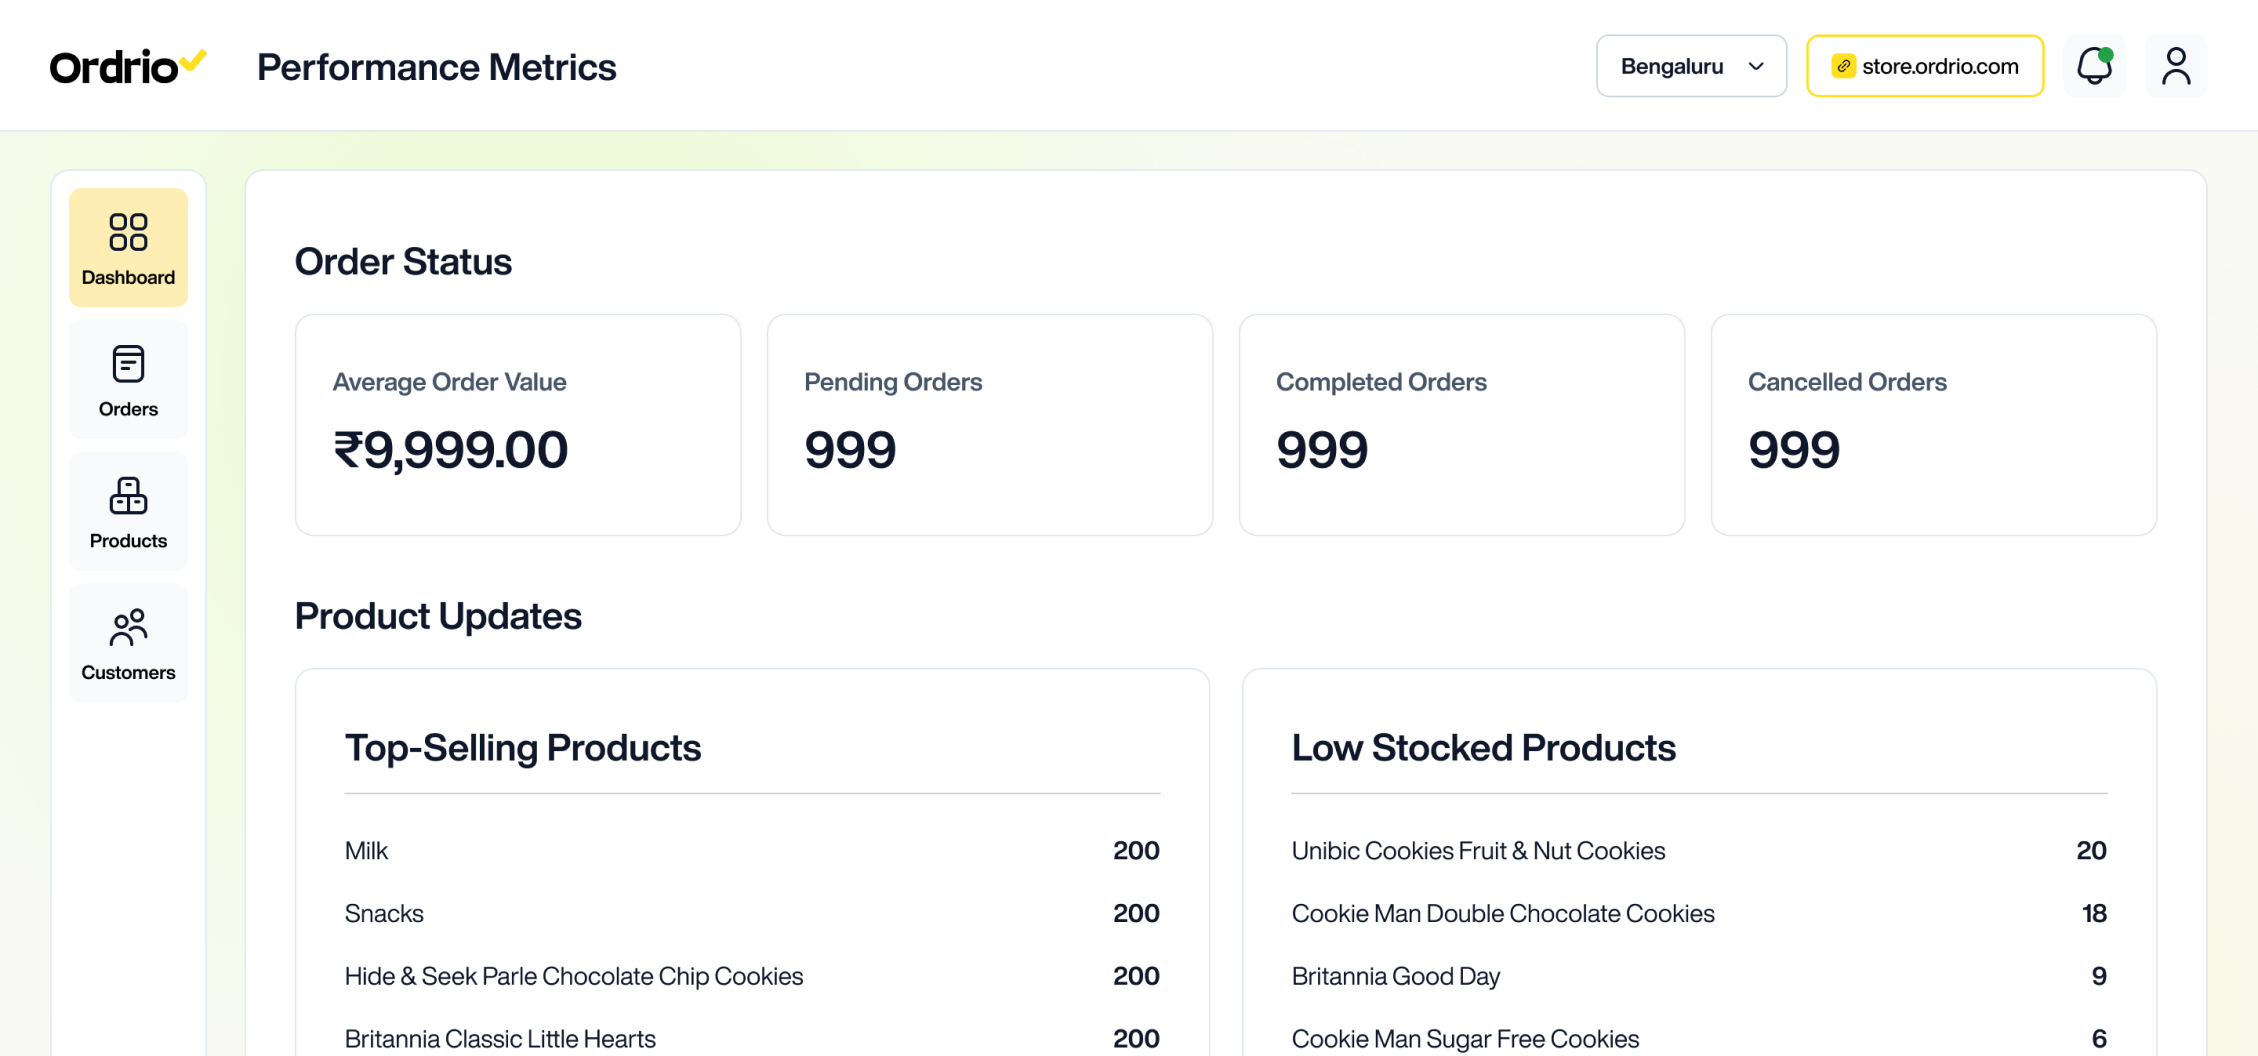 Ordrio
Performance Metrics
Bengaluru
store.ordrio.com
Dashboard
Orders
Products
Customers
Order Status
Average Order Value
₹9,999.00
Pending Orders
999
Completed Orders
999
Cancelled Orders
999
Product Updates
Top-Selling Products
Milk 200
Snacks 200
Hide & Seek Parle Chocolate Chip Cookies 200
Britannia Classic Little Hearts 200
Low Stocked Products
Unibic Cookies Fruit & Nut Cookies 20
Cookie Man Double Chocolate Cookies 18
Britannia Good Day 9
Cookie Man Sugar Free Cookies 6